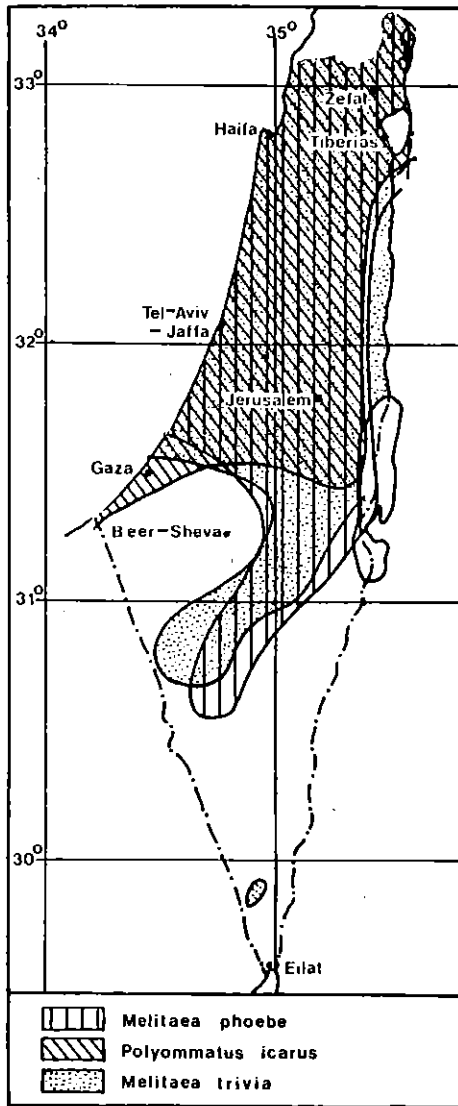 34° 35°
33°
Zefat
Haifa
Tiberias
Tel-Aviv
-Jaffa
32°
Jerusalem
Gaza
Beer-Sheva
31°
30°
Eilat
Melitaea phoebe
Polyommatus icarus
Melitaea trivia